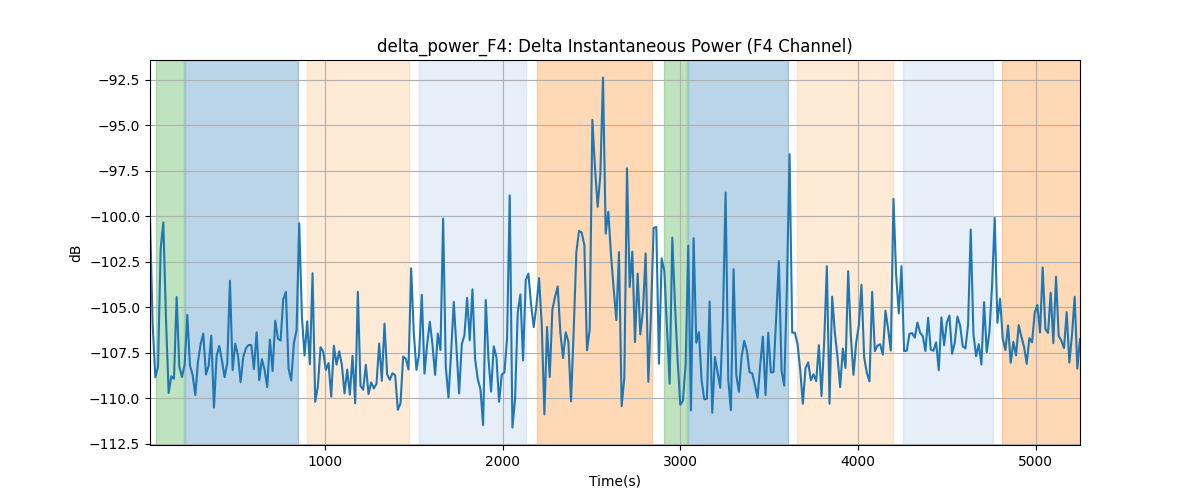 delta_power_F4: Delta Instantaneous Power (F4 Channel)
−92.5
−95.0
−97.5
−100.0
−102.5
−105.0
−107.5
−110.0
−112.5
dB
1000 2000 3000 4000 5000
Time(s)